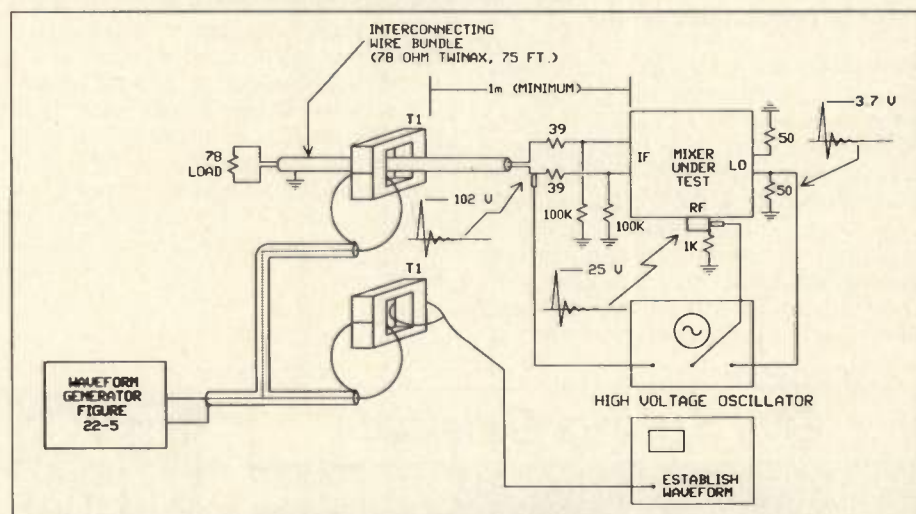 INTERCONNECTING
WIRE BUNDLE
(78 OHM TWINAX, 75 FT.)
1m (MINIMUM)
T1
78
LOAD
39
39
IF
MIXER
UNDER
TEST
LO
RF
50
50
3.7 V
102 V
100K
100K
1K
25 V
T1
WAVEFORM
GENERATOR
FIGURE
22-5
HIGH VOLTAGE OSCILLATOR
ESTABLISH
WAVEFORM